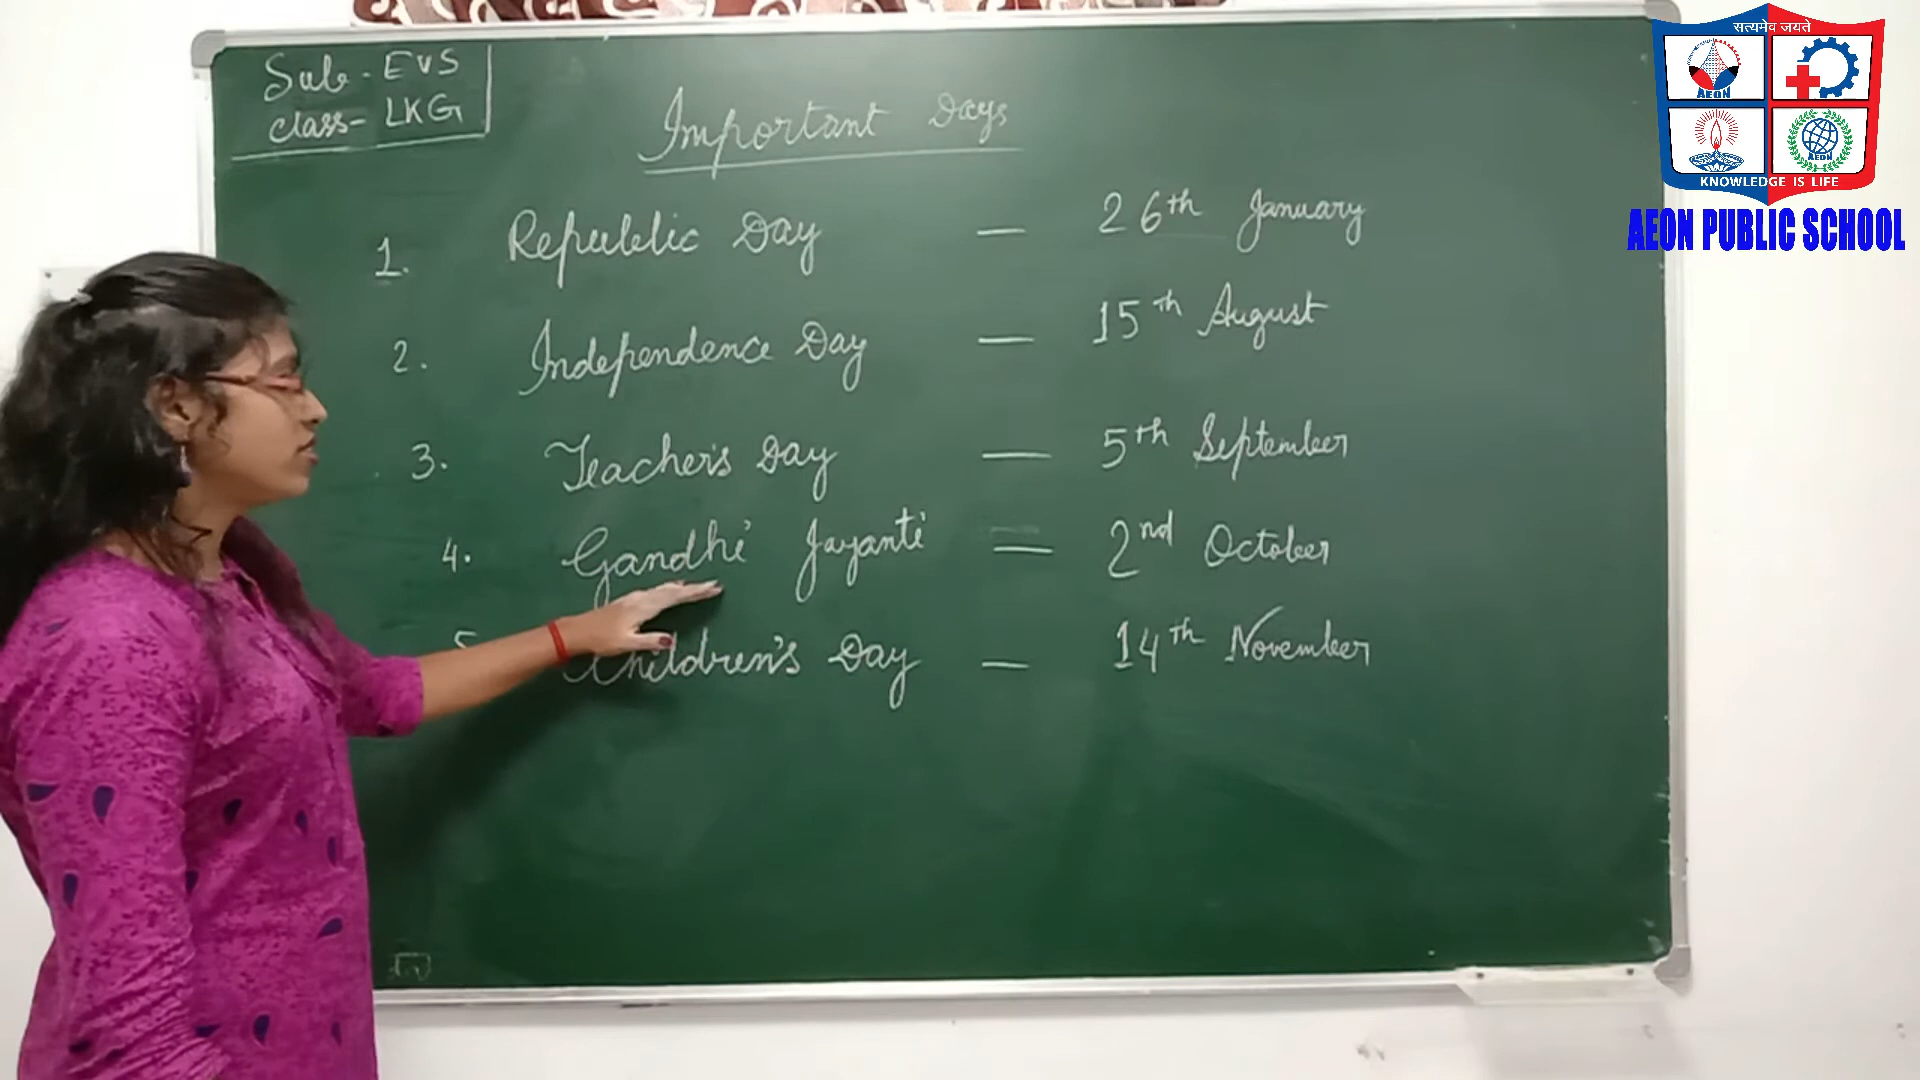 Sub - EVS
Class - LKG
Important Days
1. Republic Day — 26th January
2. Independence Day — 15th August
3. Teacher's Day — 5th September
4. Gandhi Jayanti — 2nd October
5. Children's Day — 14th November
सत्यमेव जयते
AEON
AEON
KNOWLEDGE IS LIFE
AEON PUBLIC SCHOOL